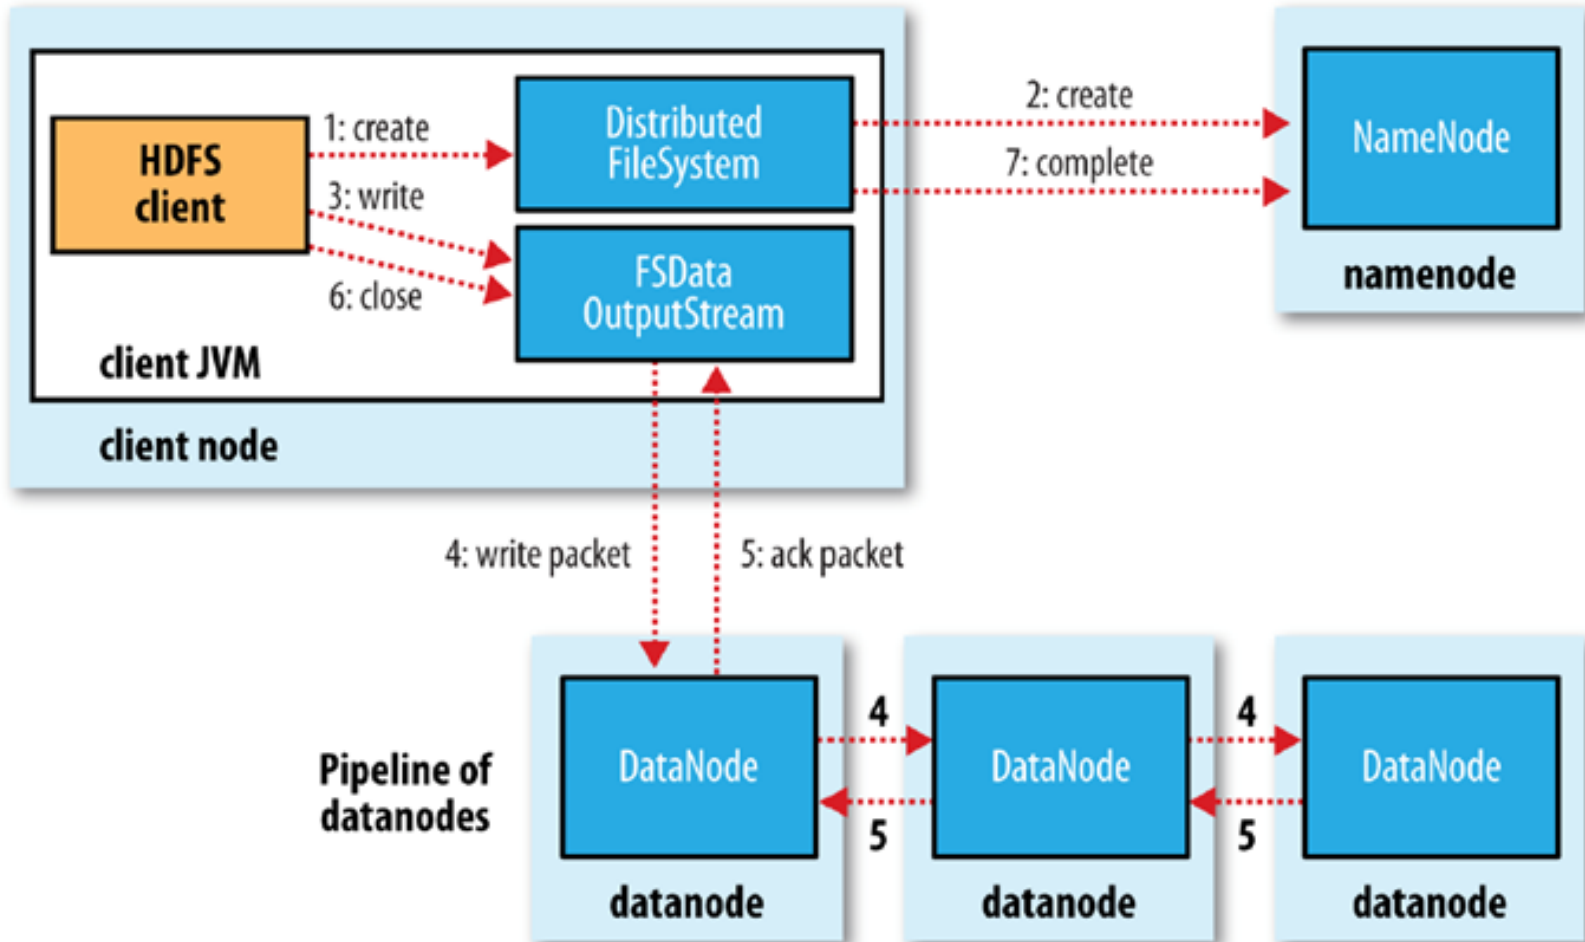 HDFS
client
1: create
3: write
6: close
Distributed
FileSystem
FSData
OutputStream
client JVM
client node
2: create
7: complete
NameNode
namenode
4: write packet
5: ack packet
Pipeline of
datanodes
DataNode
datanode
4
5
DataNode
datanode
4
5
DataNode
datanode